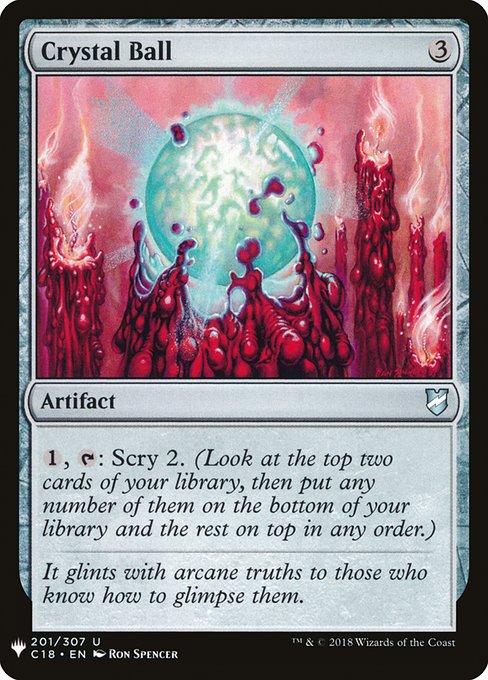 Crystal Ball 3
Artifact
1, : Scry 2. (Look at the top two
cards of your library, then put any
number of them on the bottom of your
library and the rest on top in any order.)
It glints with arcane truths to those who
know how to glimpse them.
201/307 U
C18 • EN Ron Spencer
™ & © 2018 Wizards of the Coast